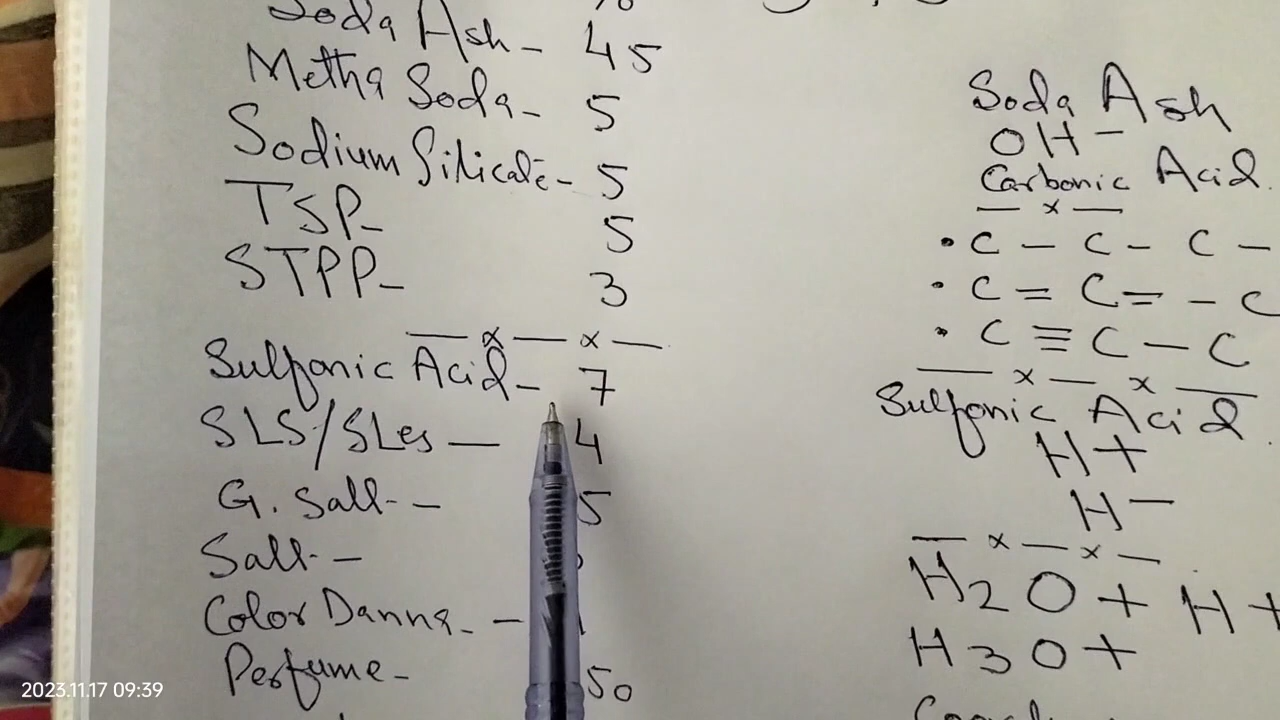 Soda Ash - 45
Metha Soda - 5
Sodium Silicate - 5
TSP - 5
STPP - 3
— x — x —
Sulfonic Acid - 7
SLS/SLes — 4
G. Salt - 5
Salt -
Color Danna - -
Perfume - 50
Soda Ash
OH -
Carbonic Acid.
— x —
• C - C - C -
• C = C = - C
• C ≡ C - C
— x — x —
Sulfonic Acid.
H+
H-
— x — x —
H2O + H+
H3O+
2023.11.17 09:39